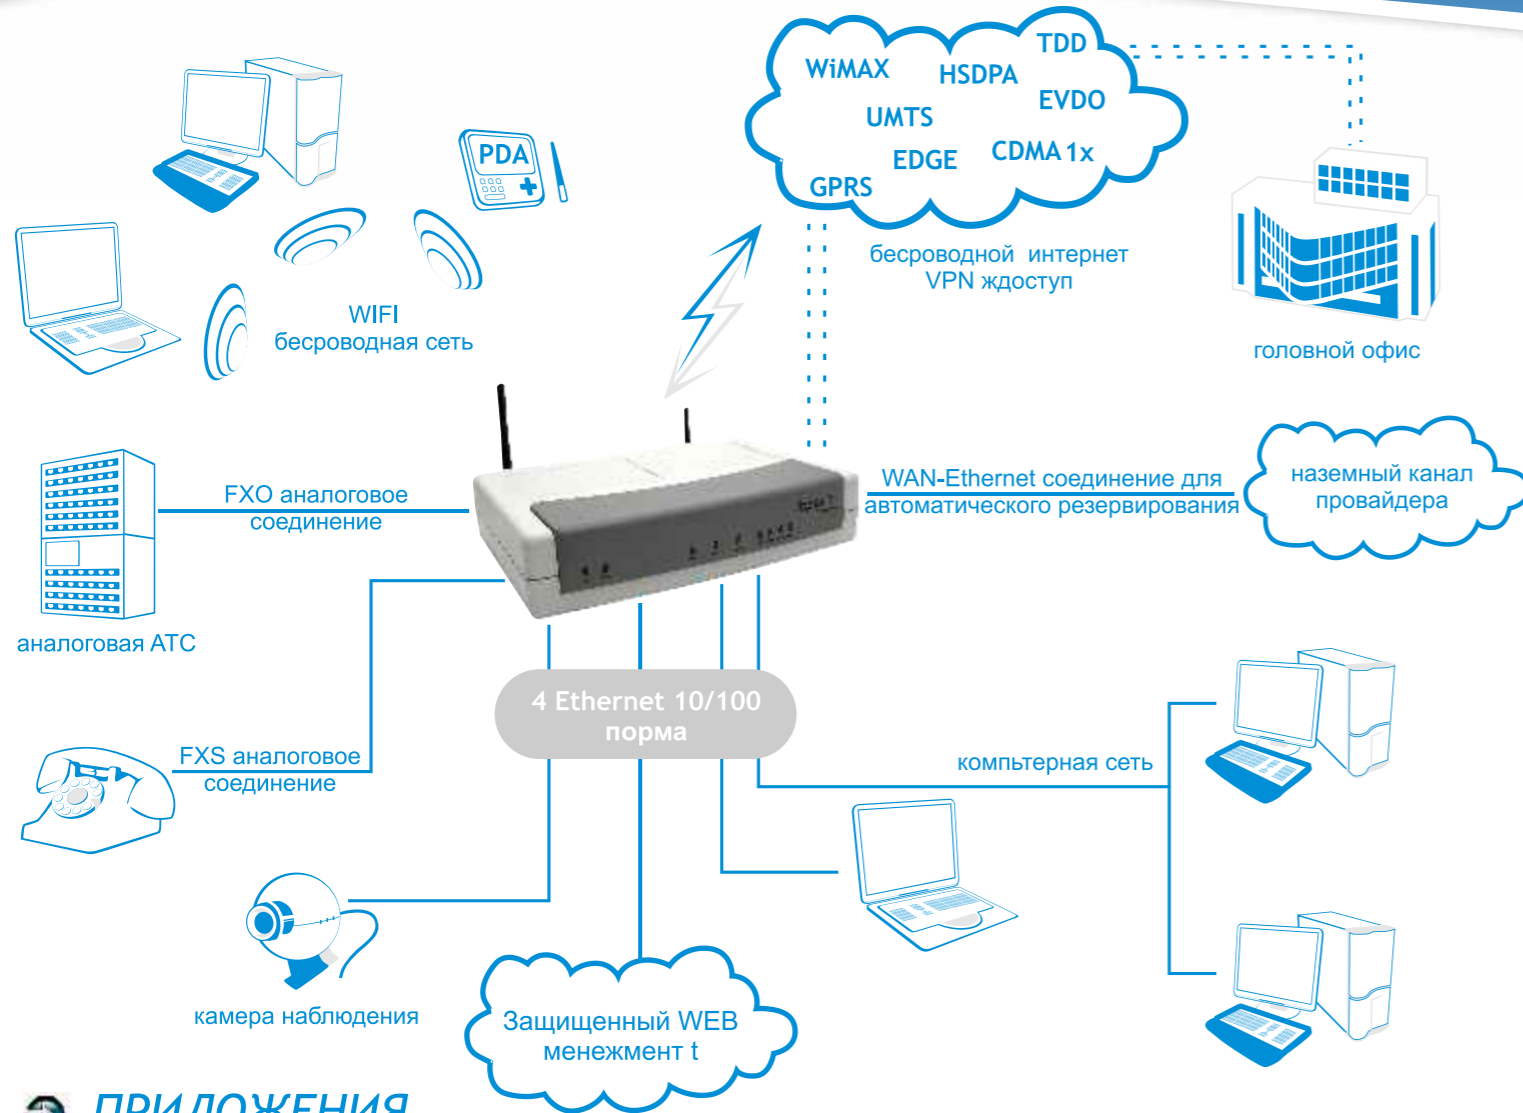 TDD
WiMAX
HSDPA
EVDO
UMTS
CDMA 1x
EDGE
GPRS
PDA
бесроводной интернет
VPN ждоступ
WIFI
бесроводная сеть
головной офис
FXO аналоговое
соединение
WAN-Ethernet соединение для
автоматического резервирования
наземный канал
провайдера
аналоговая АТС
4 Ethernet 10/100
порма
FXS аналоговое
соединение
компьтерная сеть
камера наблюдения
Защищенный WEB
менежмент t
ПРИЛОЖЕНИЯ